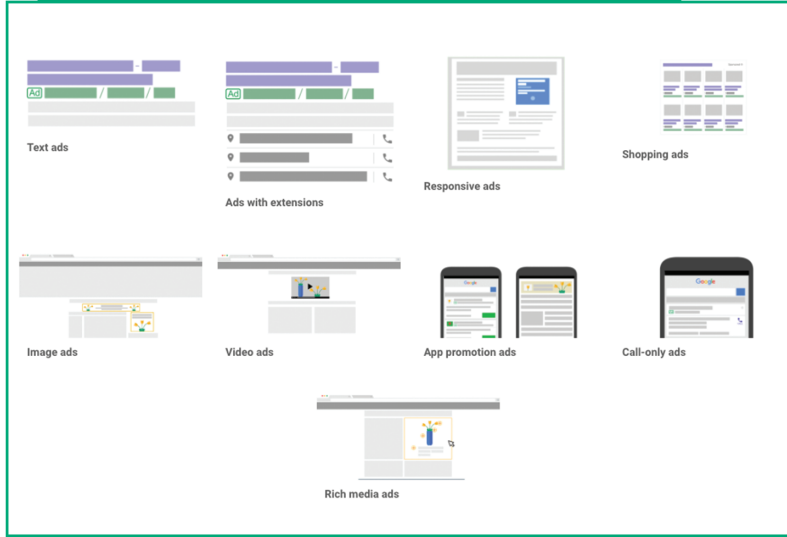 Ad
Text ads
Ad
Ads with extensions
Responsive ads
Shopping ads
Image ads
Video ads
Google
App promotion ads
Google
Call-only ads
Rich media ads